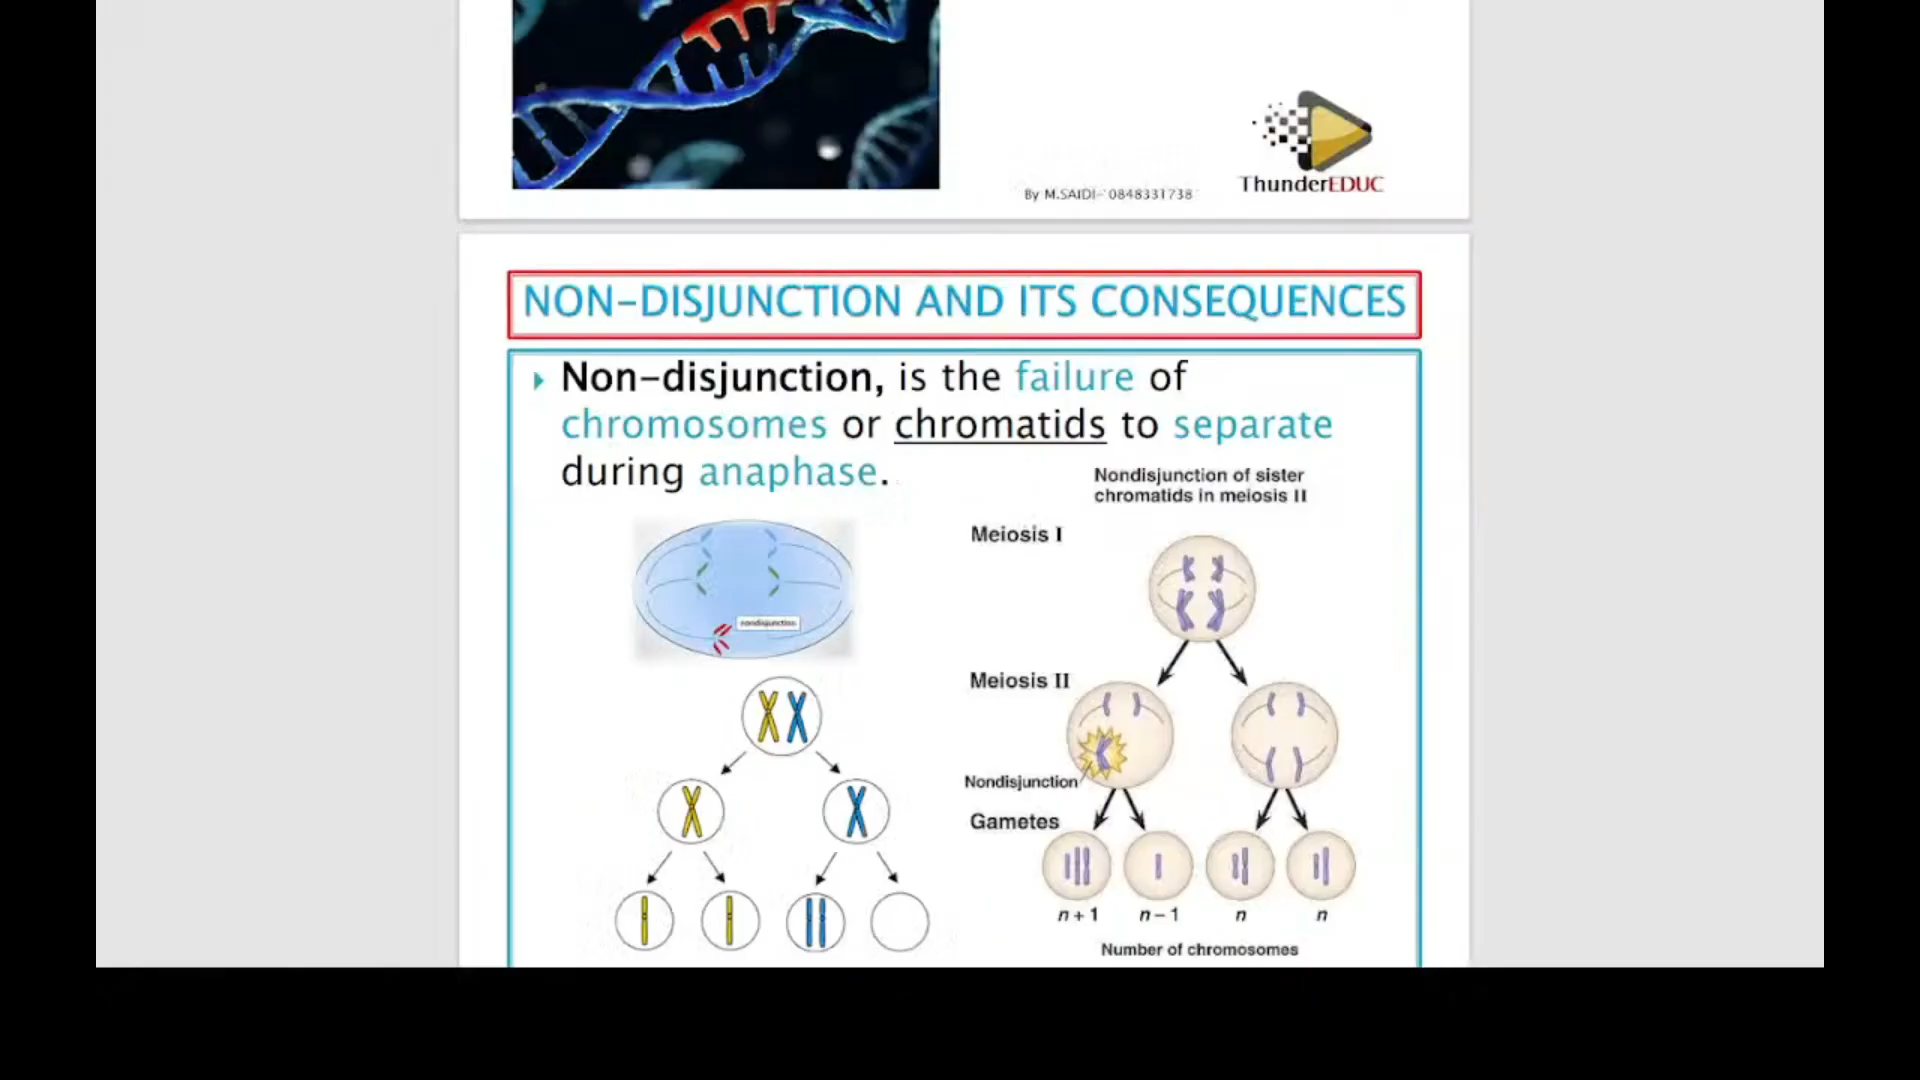 By M.SAIDI- 0848331738
ThunderEDUC
NON-DISJUNCTION AND ITS CONSEQUENCES
Non-disjunction, is the failure of
chromosomes or chromatids to separate
during anaphase.
Nondisjunction of sister
chromatids in meiosis II
Meiosis I
nondisjunction
Meiosis II
Nondisjunction
Gametes
n + 1 n - 1 n n
Number of chromosomes